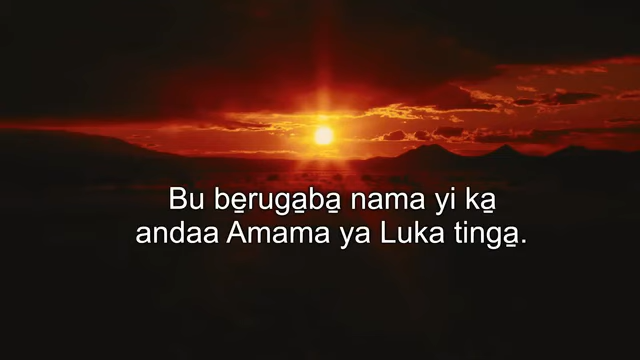 Bu be̱ruga̱ba̱ nama yi ka̱
andaa Amama ya Luka tinga̱.